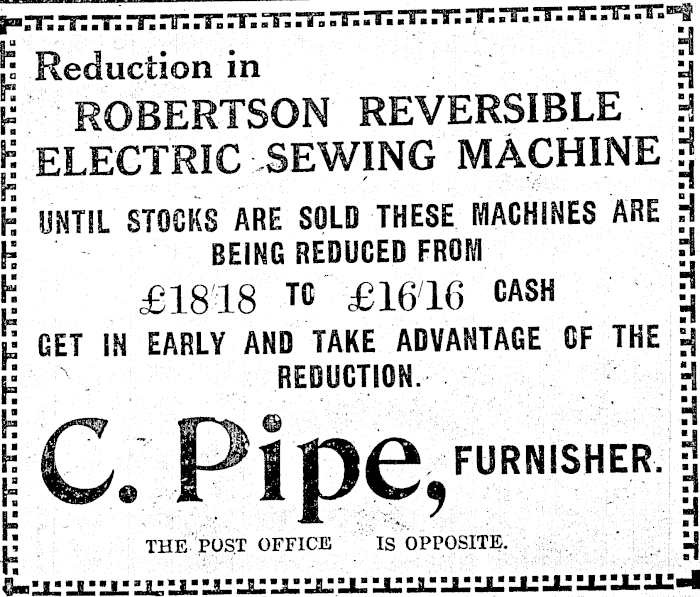 Reduction in
ROBERTSON REVERSIBLE
ELECTRIC SEWING MACHINE
UNTIL STOCKS ARE SOLD THESE MACHINES ARE
BEING REDUCED FROM
£18'18 TO £16'16 CASH
GET IN EARLY AND TAKE ADVANTAGE OF THE
REDUCTION.
C. Pipe, FURNISHER.
THE POST OFFICE IS OPPOSITE.